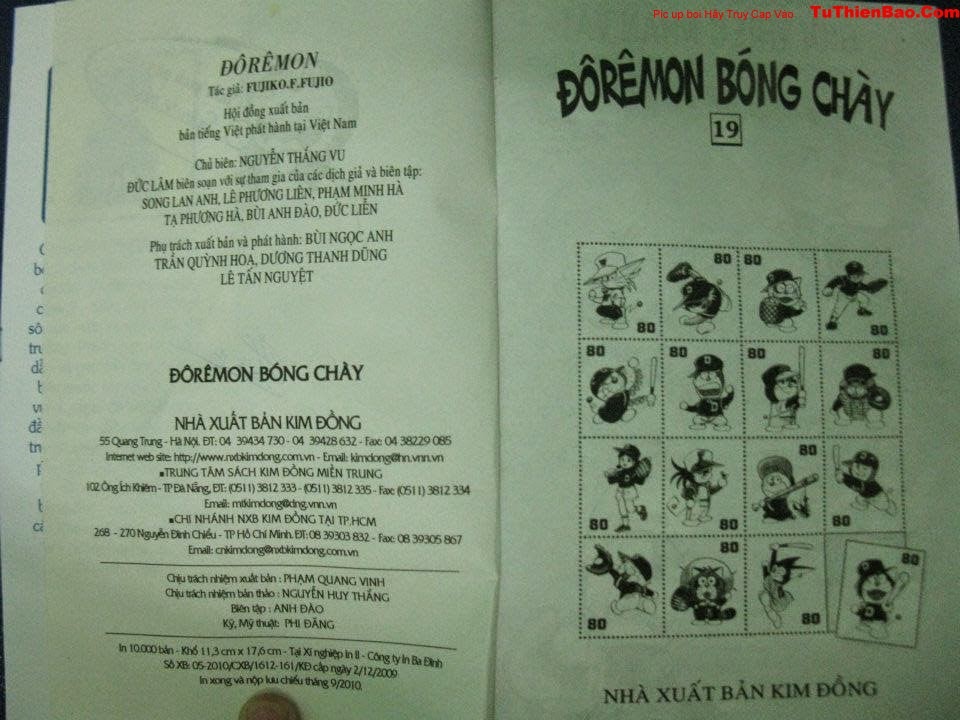 Pic up boi Hãy Truy Cap Vao TuThienBao.Com
ĐÔRÊMON
Tác giả: FUJIKO.F.FUJIO
Hội đồng xuất bản
bản tiếng Việt phát hành tại Việt Nam
Chủ biên: NGUYỄN THẮNG VU
ĐỨC LÂM biên soạn với sự tham gia của các dịch giả và biên tập:
SONG LAN ANH, LÊ PHƯƠNG LIÊN, PHẠM MINH HÀ
TẠ PHƯƠNG HÀ, BÙI ANH ĐÀO, ĐỨC LIỄN
Phụ trách xuất bản và phát hành: BÙI NGỌC ANH
TRẦN QUỲNH HOA, DƯƠNG THANH DŨNG
LÊ TẤN NGUYỆT
ĐÔRÊMON BÓNG CHÀY
NHÀ XUẤT BẢN KIM ĐỒNG
55 Quang Trung - Hà Nội. ĐT: 04 39434 730 - 04 39428 632 - Fax: 04 38229 085
Internet web site: http://www.nxbkimdong.com.vn - Email: kimdong@hn.vnn.vn
▪TRUNG TÂM SÁCH KIM ĐỒNG MIỀN TRUNG
102 Ông Ích Khiêm - TP Đà Nẵng, ĐT: (0511) 3812 333 - (0511) 3812 335 - Fax: (0511) 3812 334
Email: mtkimdong@dng.vnn.vn
▪CHI NHÁNH NXB KIM ĐỒNG TẠI TP.HCM
268 - 270 Nguyễn Đình Chiểu - TP Hồ Chí Minh. ĐT: 08 39303 832 - Fax: 08 39305 867
Email: cnkimdong@nxbkimdong.com.vn
Chịu trách nhiệm xuất bản : PHẠM QUANG VINH
Chịu trách nhiệm bản thảo : NGUYỄN HUY THẮNG
Biên tập : ANH ĐÀO
Kỹ, Mỹ thuật: PHI ĐĂNG
In 10.000 bản - Khổ 11,3 cm x 17,6 cm - Tại Xí nghiệp in II - Công ty in Ba Đình
Số XB: 05-2010/CXB/1612-161/KĐ cấp ngày 2/12/2009
In xong và nộp lưu chiểu tháng 9/2010.
ĐÔRÊMON BÓNG CHÀY
19
80 80 80 80
80 80 80 80
80 80 80 80
80 80 80 80
NHÀ XUẤT BẢN KIM ĐỒNG